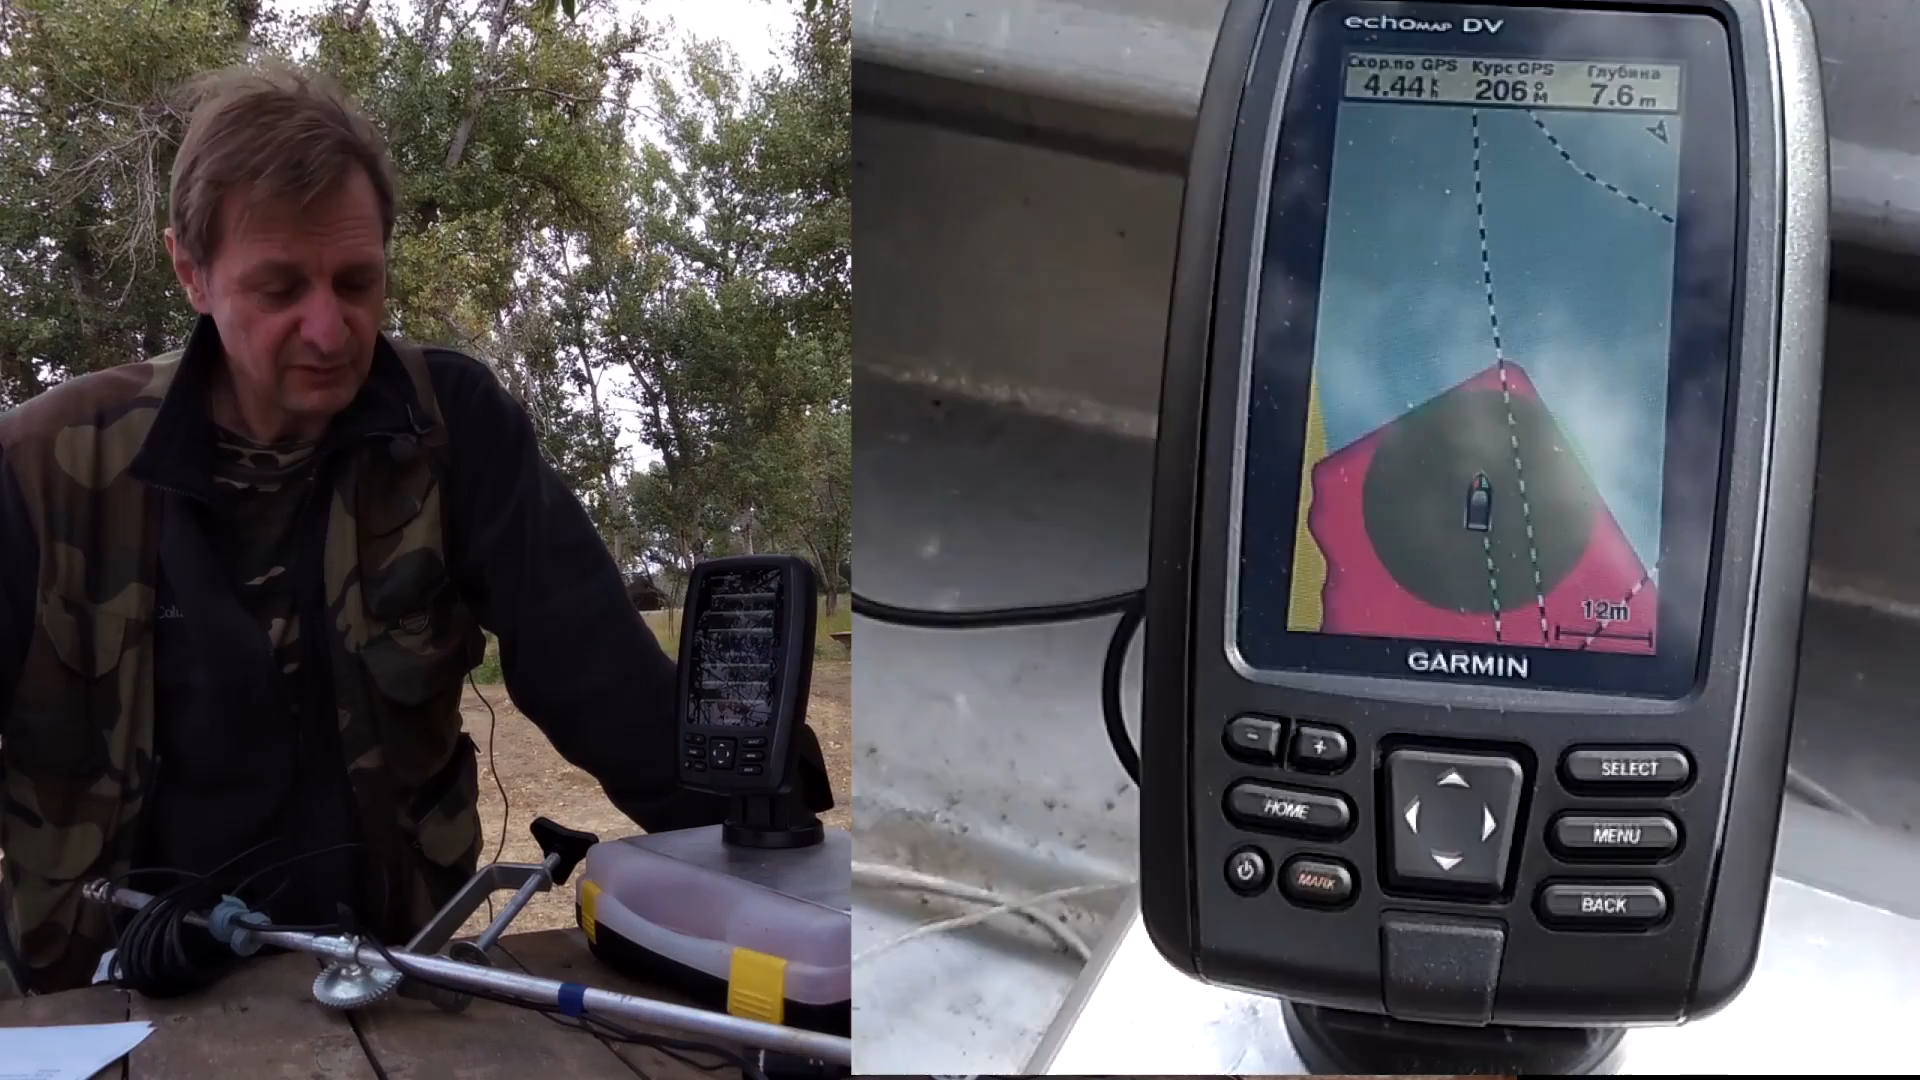 echoMAP DV
Скор.по GPS Курс GPS Глубина
4.44 k/h 206 °M 7.6 m
12m
GARMIN
- +
SELECT
HOME
MENU
MARK
BACK